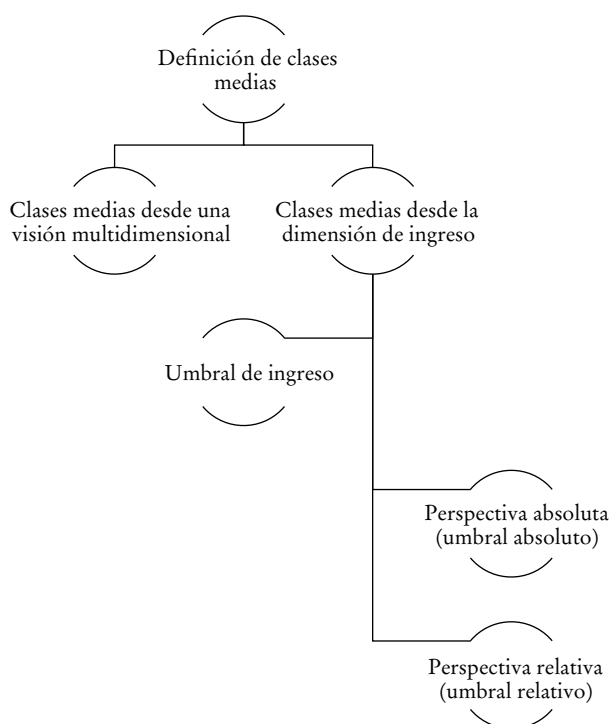 Definición de clases
medias
Clases medias desde una
visión multidimensional
Clases medias desde la
dimensión de ingreso
Umbral de ingreso
Perspectiva absoluta
(umbral absoluto)
Perspectiva relativa
(umbral relativo)